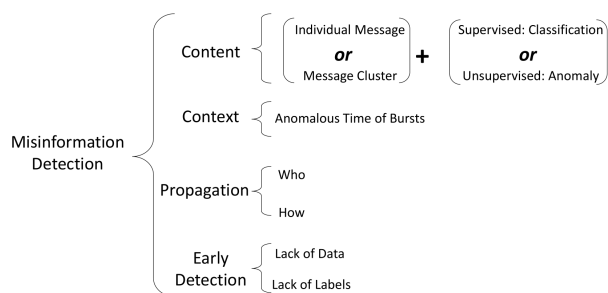 Individual Message
or
Message Cluster
+
Supervised: Classification
or
Unsupervised: Anomaly
Content
Context
Anomalous Time of Bursts
Misinformation
Detection
Propagation
Who
How
Early
Detection
Lack of Data
Lack of Labels